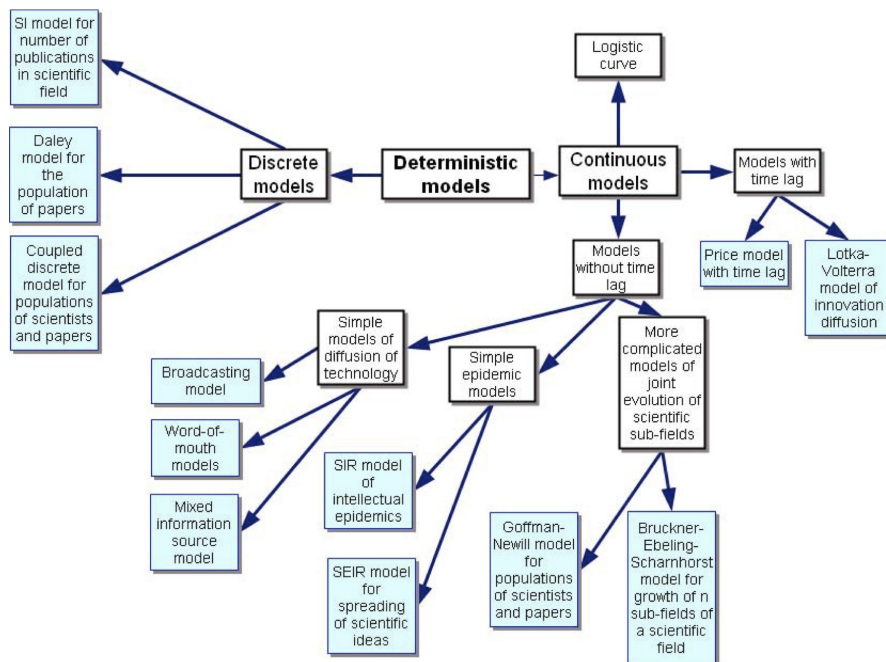 SI model for
number of
publications
in scientific
field
Logistic
curve
Daley
model for
the
population
of papers
Discrete
models
Deterministic
models
Continuous
models
Models with
time lag
Coupled
discrete
model for
populations
of scientists
and papers
Models
without time
lag
Price model
with time lag
Lotka-
Volterra
model of
innovation
diffusion
Simple
models of
diffusion of
technology
Simple
epidemic
models
More
complicated
models of
joint
evolution of
scientific
sub-fields
Broadcasting
model
Word-of-
mouth
models
Mixed
information
source
model
SIR model
of
intellectual
epidemics
SEIR model
for
spreading
of scientific
ideas
Goffman-
Newill model
for
populations
of scientists
and papers
Bruckner-
Ebeling-
Scharnhorst
model for
growth of n
sub-fields of
a scientific
field